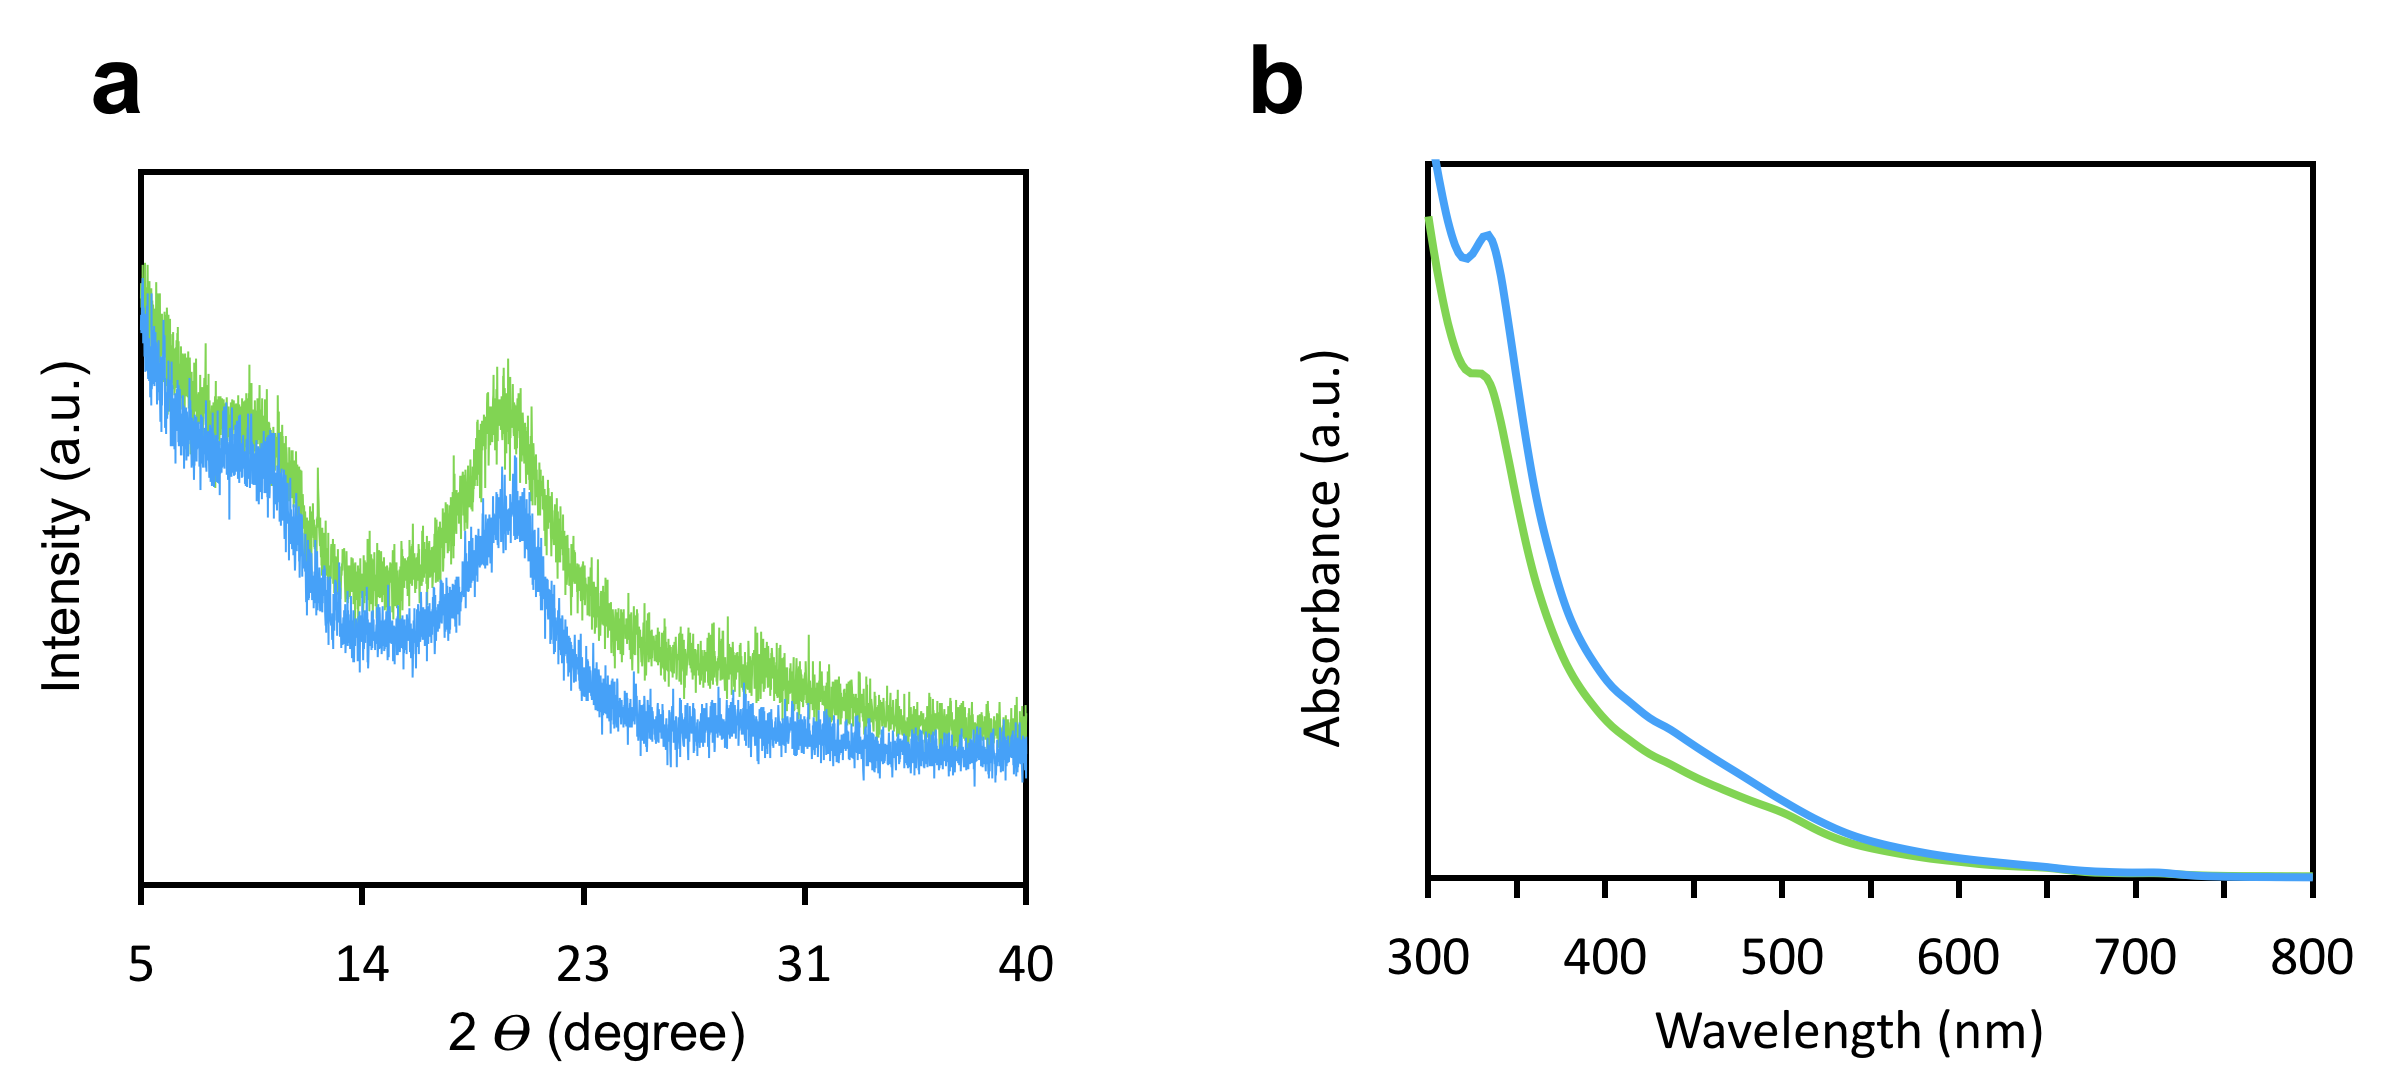 a
b
Intensity (a.u.)
5 14 23 31 40
2 ϴ (degree)
Absorbance (a.u.)
300 400 500 600 700 800
Wavelength (nm)